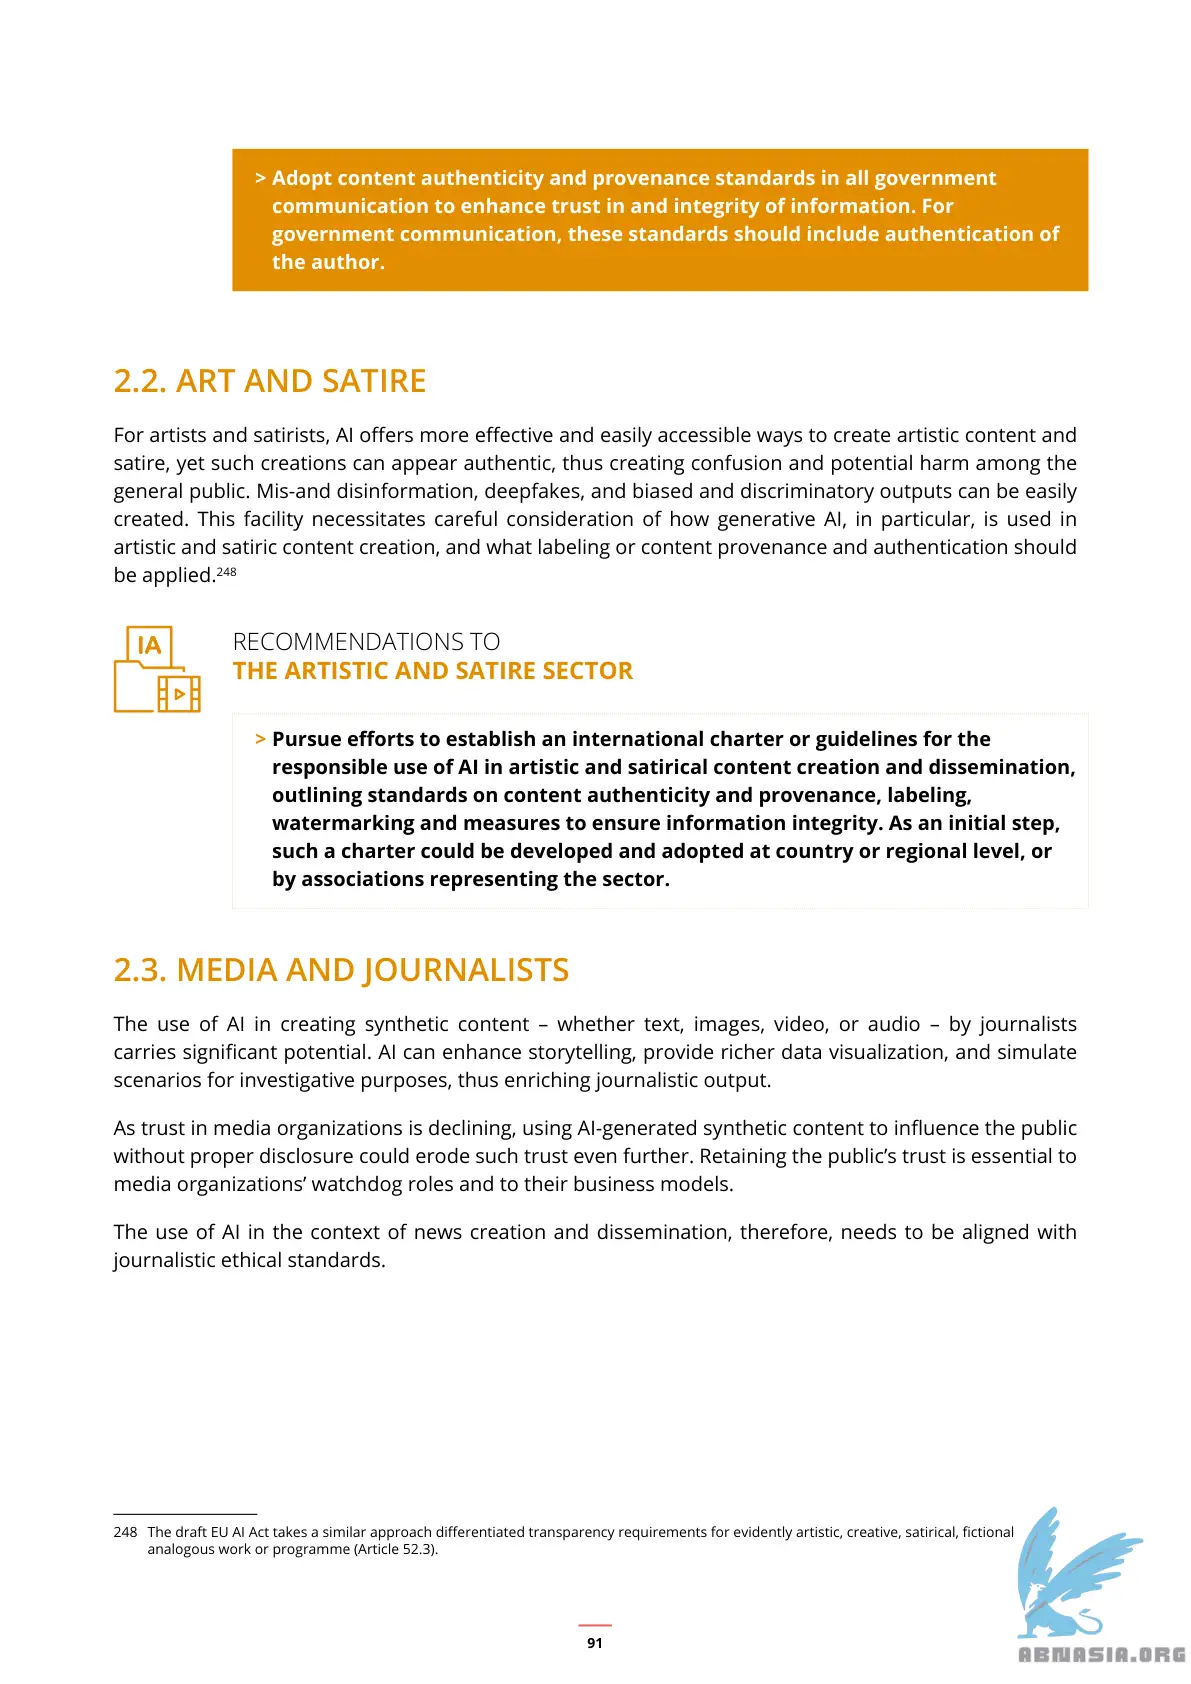 > Adopt content authenticity and provenance standards in all government
communication to enhance trust in and integrity of information. For
government communication, these standards should include authentication of
the author.
2.2. ART AND SATIRE
For artists and satirists, AI offers more effective and easily accessible ways to create artistic content and
satire, yet such creations can appear authentic, thus creating confusion and potential harm among the
general public. Mis-and disinformation, deepfakes, and biased and discriminatory outputs can be easily
created. This facility necessitates careful consideration of how generative AI, in particular, is used in
artistic and satiric content creation, and what labeling or content provenance and authentication should
be applied.248
IA
RECOMMENDATIONS TO
THE ARTISTIC AND SATIRE SECTOR
> Pursue efforts to establish an international charter or guidelines for the
responsible use of AI in artistic and satirical content creation and dissemination,
outlining standards on content authenticity and provenance, labeling,
watermarking and measures to ensure information integrity. As an initial step,
such a charter could be developed and adopted at country or regional level, or
by associations representing the sector.
2.3. MEDIA AND JOURNALISTS
The use of AI in creating synthetic content – whether text, images, video, or audio – by journalists
carries significant potential. AI can enhance storytelling, provide richer data visualization, and simulate
scenarios for investigative purposes, thus enriching journalistic output.
As trust in media organizations is declining, using AI-generated synthetic content to influence the public
without proper disclosure could erode such trust even further. Retaining the public's trust is essential to
media organizations' watchdog roles and to their business models.
The use of AI in the context of news creation and dissemination, therefore, needs to be aligned with
journalistic ethical standards.
248 The draft EU AI Act takes a similar approach differentiated transparency requirements for evidently artistic, creative, satirical, fictional
analogous work or programme (Article 52.3).
91
ABNASIA.ORG